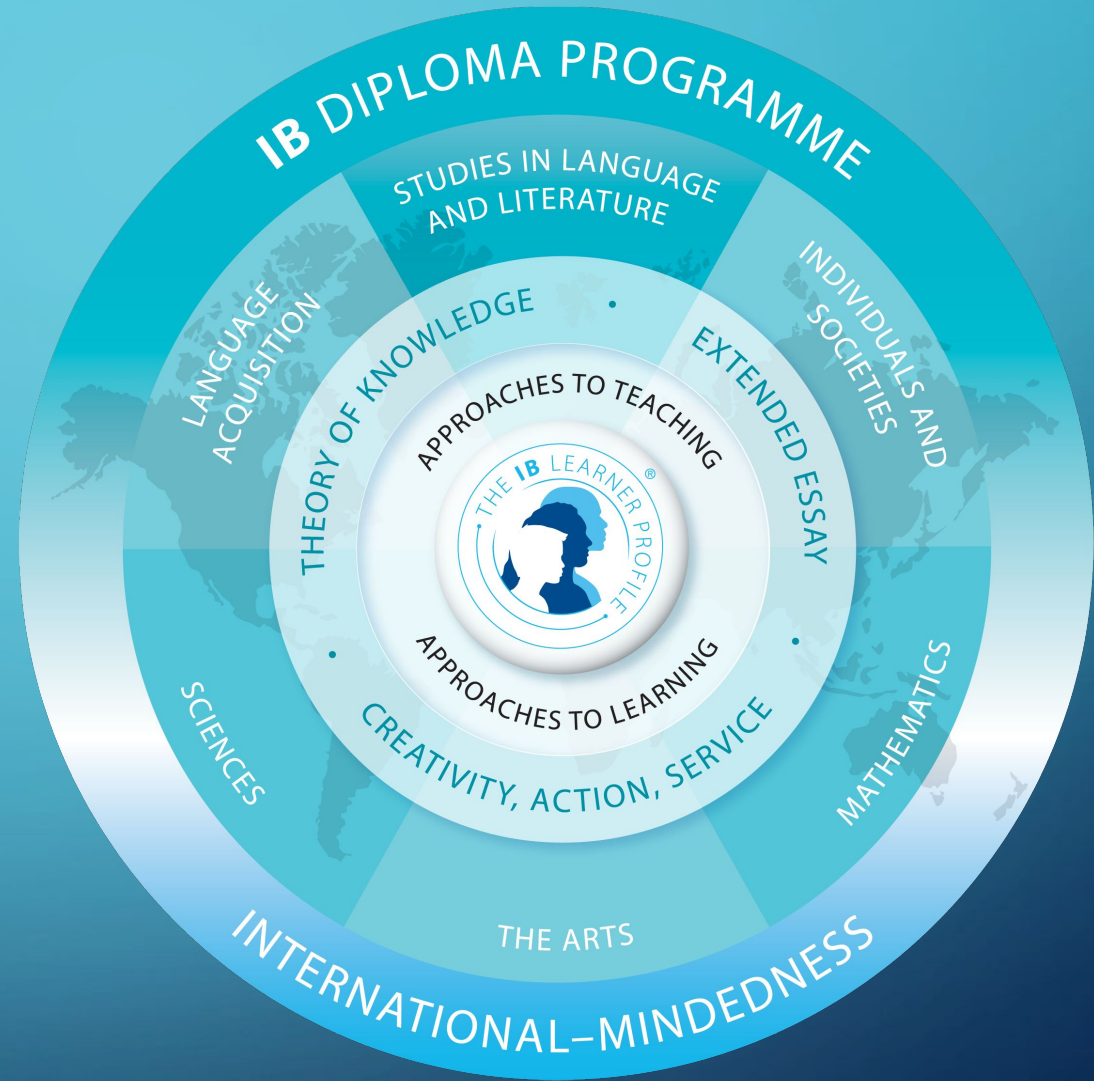 IB DIPLOMA PROGRAMME
STUDIES IN LANGUAGE
AND LITERATURE
LANGUAGE
ACQUISITION
INDIVIDUALS AND
SOCIETIES
THEORY OF KNOWLEDGE
•
EXTENDED ESSAY
APPROACHES TO TEACHING
• THE IB LEARNER PROFILE •
®
APPROACHES TO LEARNING
•
CREATIVITY, ACTION, SERVICE
•
SCIENCES
MATHEMATICS
THE ARTS
INTERNATIONAL–MINDEDNESS